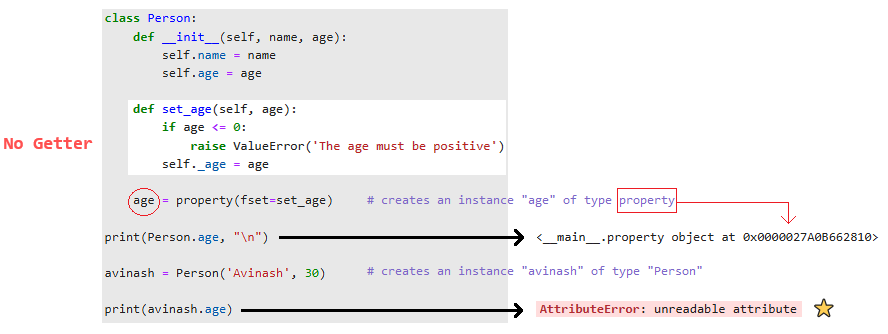 class Person:
    def __init__(self, name, age):
        self.name = name
        self.age = age
    def set_age(self, age):
        if age <= 0:
            raise ValueError('The age must be positive')
No Getter
        self._age = age
    age = property(fset=set_age) # creates an instance "age" of type property
print(Person.age, "\n") <__main__.property object at 0x0000027A0B662810>
avinash = Person('Avinash', 30) # creates an instance "avinash" of type "Person"
print(avinash.age) AttributeError: unreadable attribute